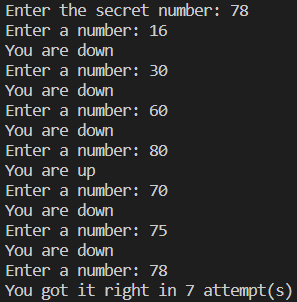 Enter the secret number: 78
Enter a number: 16
You are down
Enter a number: 30
You are down
Enter a number: 60
You are down
Enter a number: 80
You are up
Enter a number: 70
You are down
Enter a number: 75
You are down
Enter a number: 78
You got it right in 7 attempt(s)